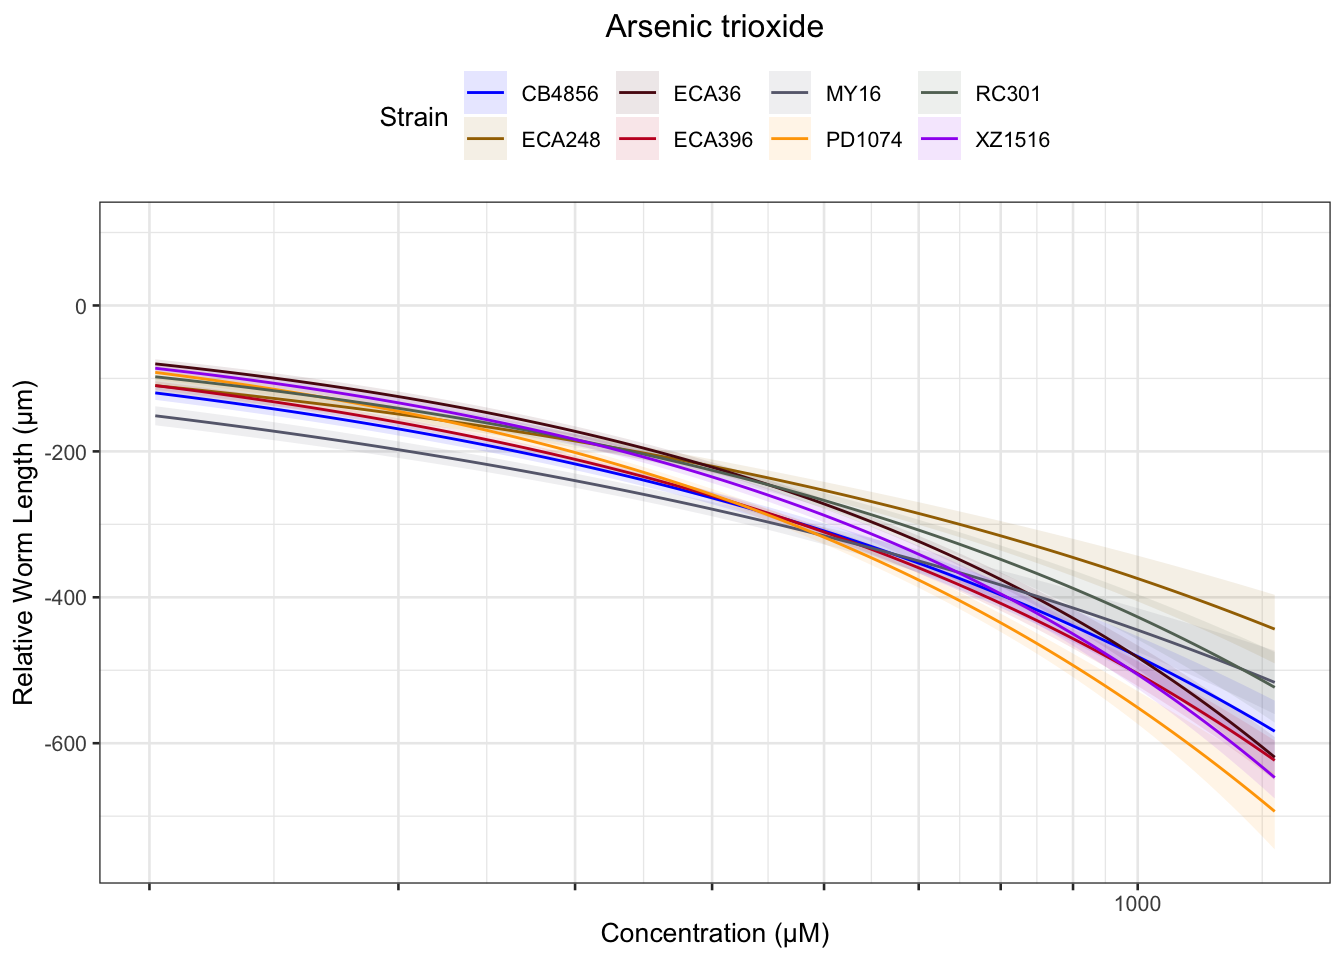 Arsenic trioxide
Strain
CB4856 ECA36 MY16 RC301
ECA248 ECA396 PD1074 XZ1516
Relative Worm Length (µm)
0
-200
-400
-600
1000
Concentration (µM)